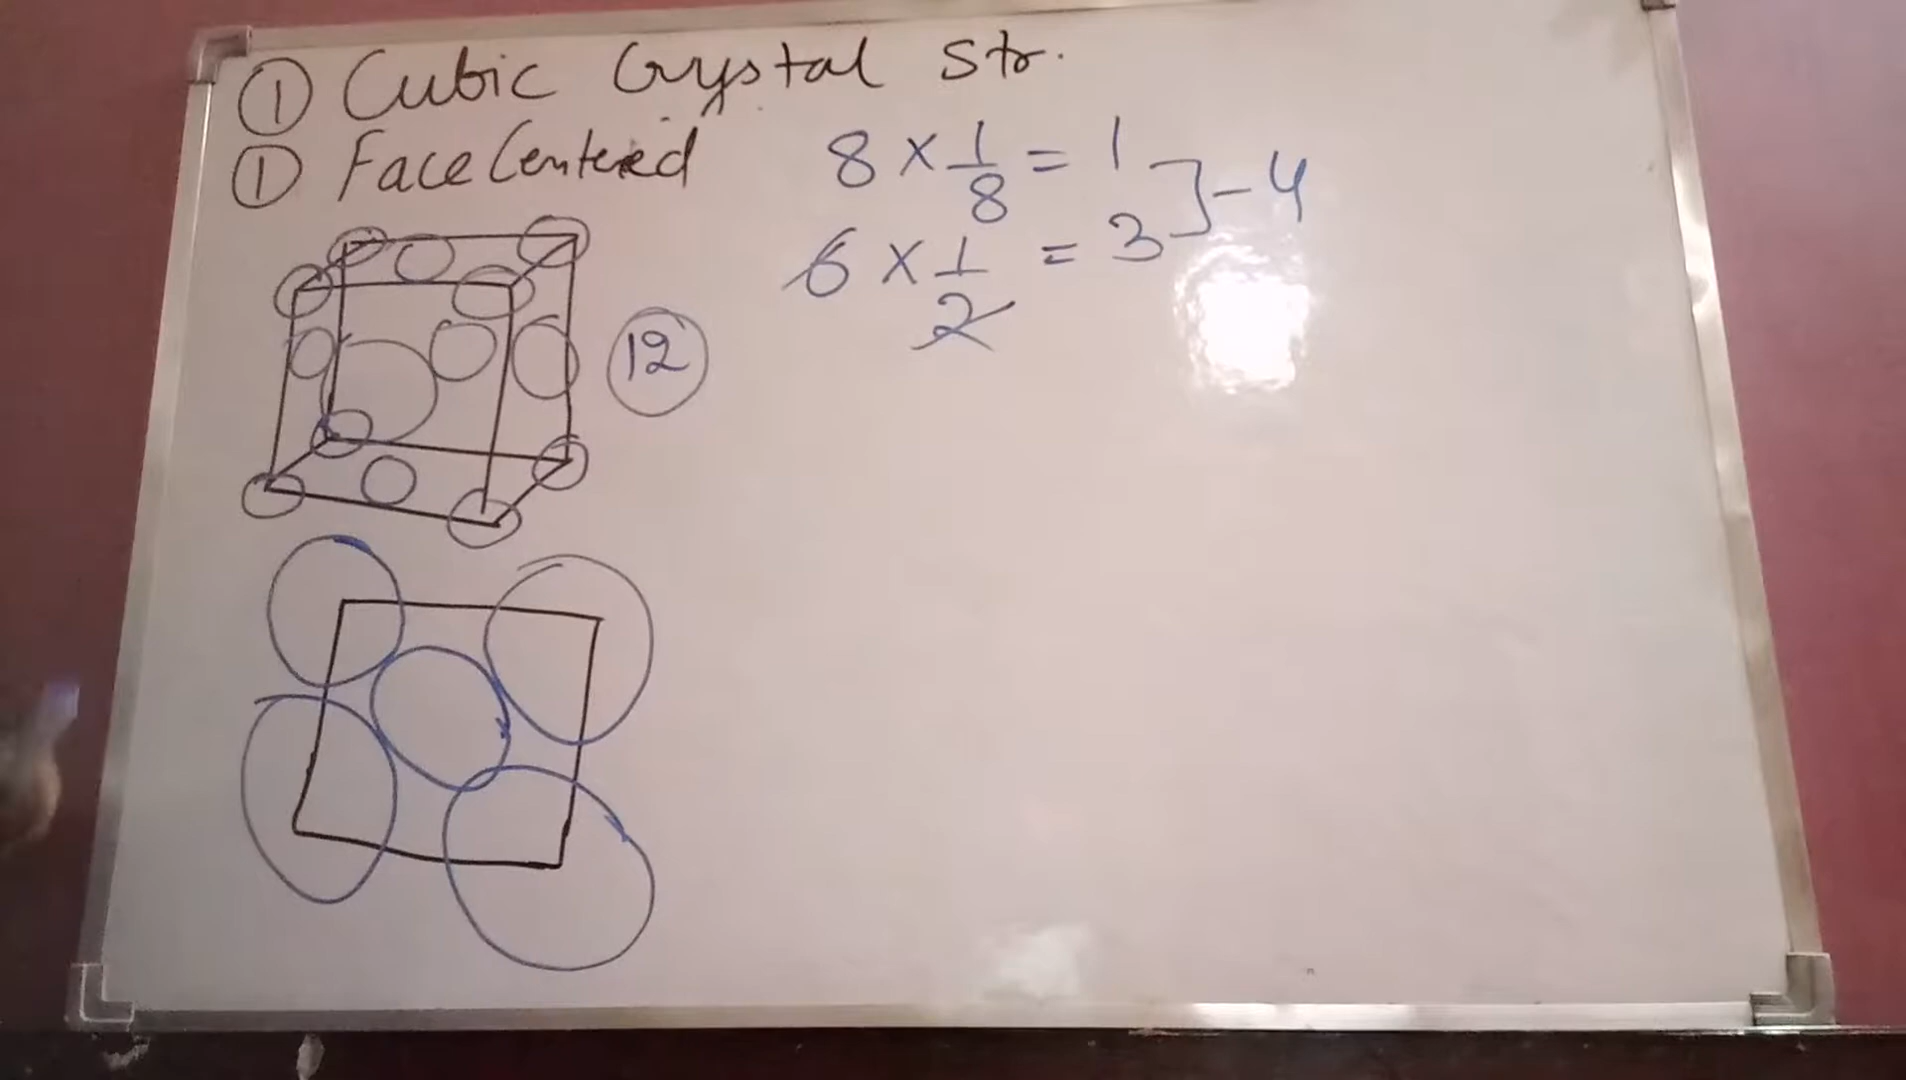 ① Cubic Crystal Str.
① Face Centered
8 × 1/8 = 1
6 × 1/2 = 3 ] – 4
12